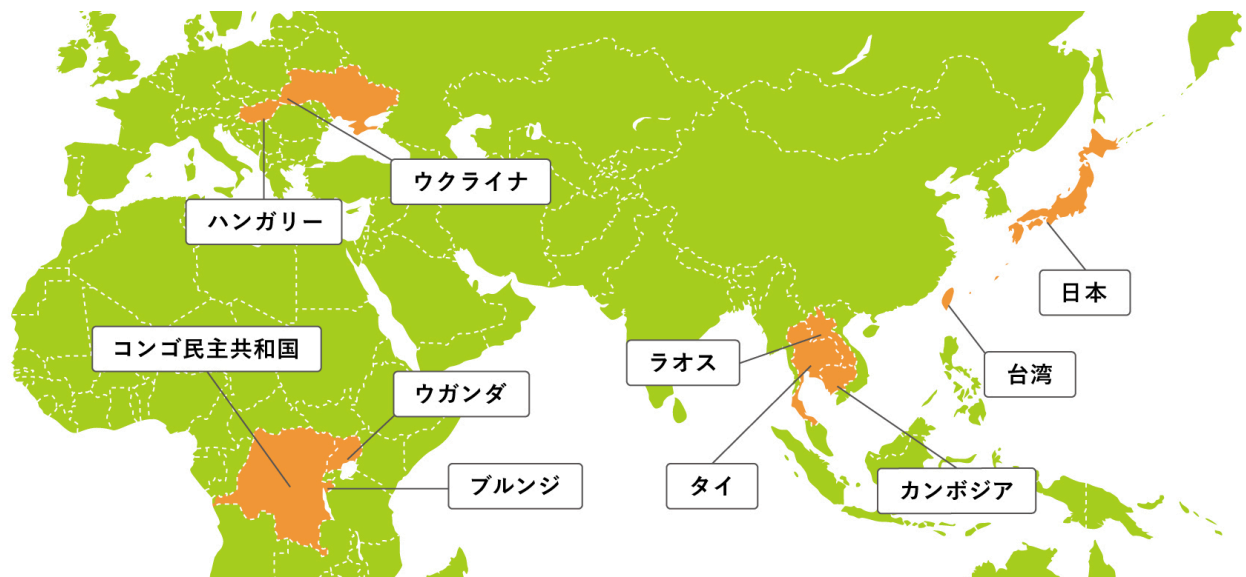 ウクライナ
ハンガリー
日本
コンゴ民主共和国
ラオス
台湾
ウガンダ
ブルンジ
タイ
カンボジア